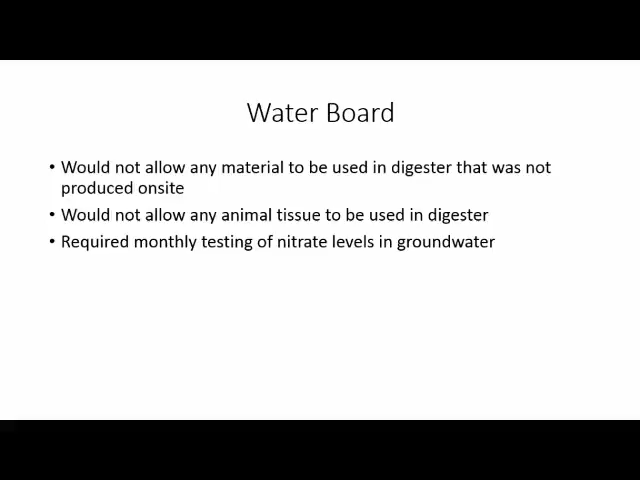 Water Board
• Would not allow any material to be used in digester that was not
produced onsite
• Would not allow any animal tissue to be used in digester
• Required monthly testing of nitrate levels in groundwater